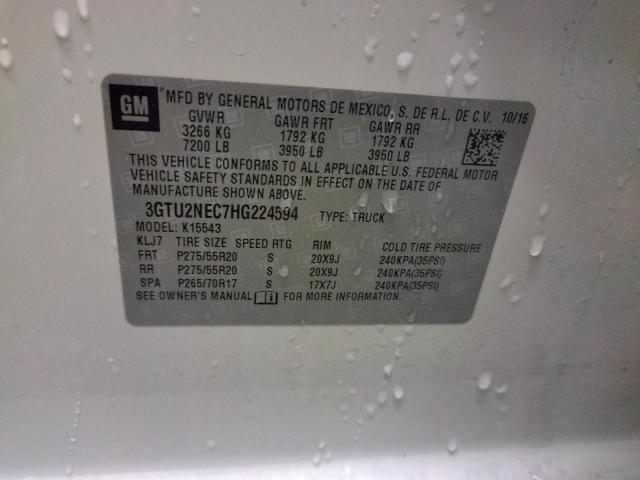 GM
MFD BY GENERAL MOTORS DE MEXICO, S. DE R.L. DE C.V. 10/16
GVWR GAWR FRT GAWR RR
3266 KG 1792 KG 1792 KG
7200 LB 3950 LB 3950 LB
THIS VEHICLE CONFORMS TO ALL APPLICABLE U.S. FEDERAL MOTOR
VEHICLE SAFETY STANDARDS IN EFFECT ON THE DATE OF
MANUFACTURE SHOWN ABOVE.
3GTU2NEC7HG224594 TYPE: TRUCK
MODEL: K15543
KLJ7 TIRE SIZE SPEED RTG RIM COLD TIRE PRESSURE
FRT P275/55R20 S 20X9J 240KPA(35PSI)
RR P275/55R20 S 20X9J 240KPA(35PSI)
SPA P265/70R17 S 17X7J 240KPA(35PSI)
SEE OWNER'S MANUAL FOR MORE INFORMATION.